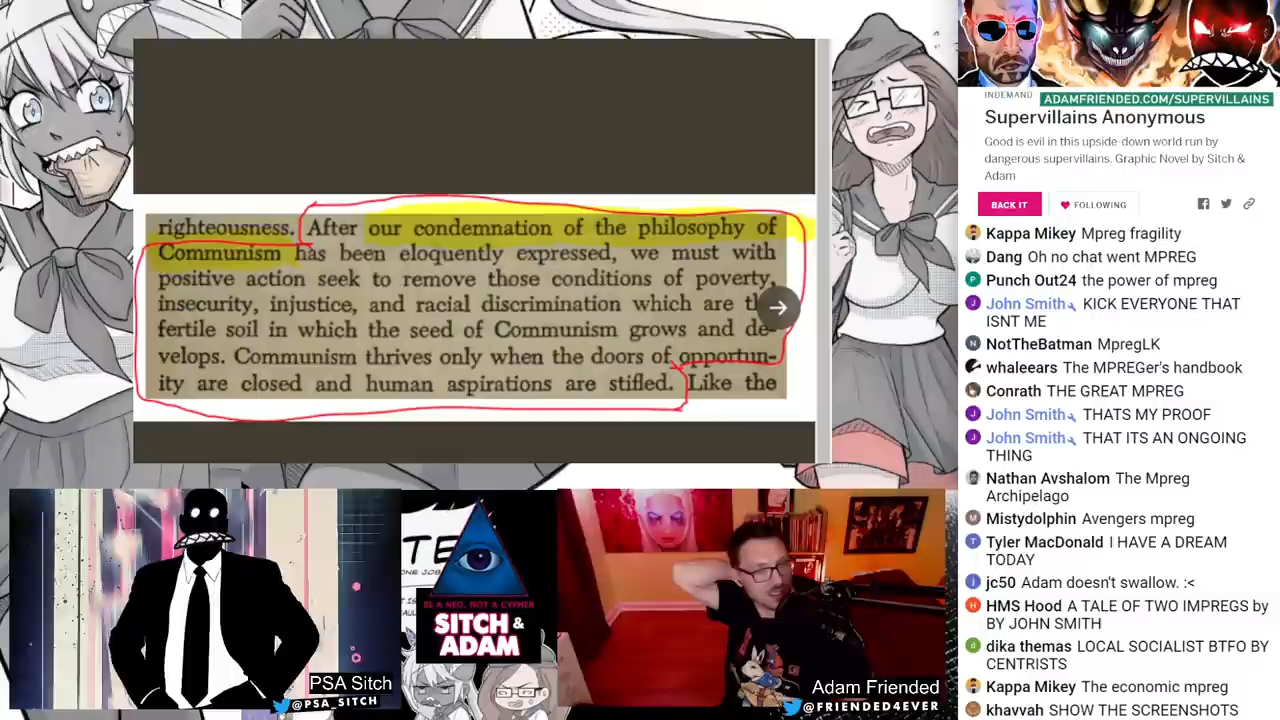 righteousness. After our condemnation of the philosophy of
Communism has been eloquently expressed, we must with
positive action seek to remove those conditions of poverty,
insecurity, injustice, and racial discrimination which are
fertile soil in which the seed of Communism grows and de-
velops. Communism thrives only when the doors of opportun-
ity are closed and human aspirations are stifled. Like the
INDEMAND
ADAMFRIENDED.COM/SUPERVILLAINS
Supervillains Anonymous
Good is evil in this upside-down world run by
dangerous supervillains. Graphic Novel by Sitch &
Adam
BACK IT
FOLLOWING
Kappa Mikey Mpreg fragility
Dang Oh no chat went MPREG
Punch Out24 the power of mpreg
John Smith KICK EVERYONE THAT
ISNT ME
NotTheBatman MpregLK
whaleears The MPREGer's handbook
Conrath THE GREAT MPREG
John Smith THATS MY PROOF
John Smith THAT ITS AN ONGOING
THING
Nathan Avshalom The Mpreg
Archipelago
Mistydolphin Avengers mpreg
Tyler MacDonald I HAVE A DREAM
TODAY
jc50 Adam doesn't swallow. :<
HMS Hood A TALE OF TWO IMPREGS by
BY JOHN SMITH
dika themas LOCAL SOCIALIST BTFO BY
CENTRISTS
Kappa Mikey The economic mpreg
khavvah SHOW THE SCREENSHOTS
PSA Sitch
@PSA_SITCH
BE A NEO, NOT A CYPHER
SITCH &
ADAM
Adam Friended
@FRIENDED4EVER